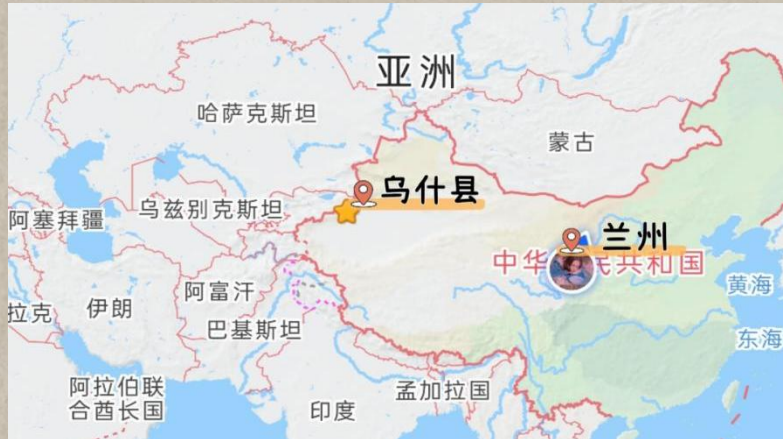 亚洲
哈萨克斯坦
蒙古
乌什县
阿塞拜疆
乌兹别克斯坦
兰州
中华
民共和国
黄海
阿富汗
伊朗
拉克
巴基斯坦
东海
阿拉伯联
合酋长国
孟加拉国
印度